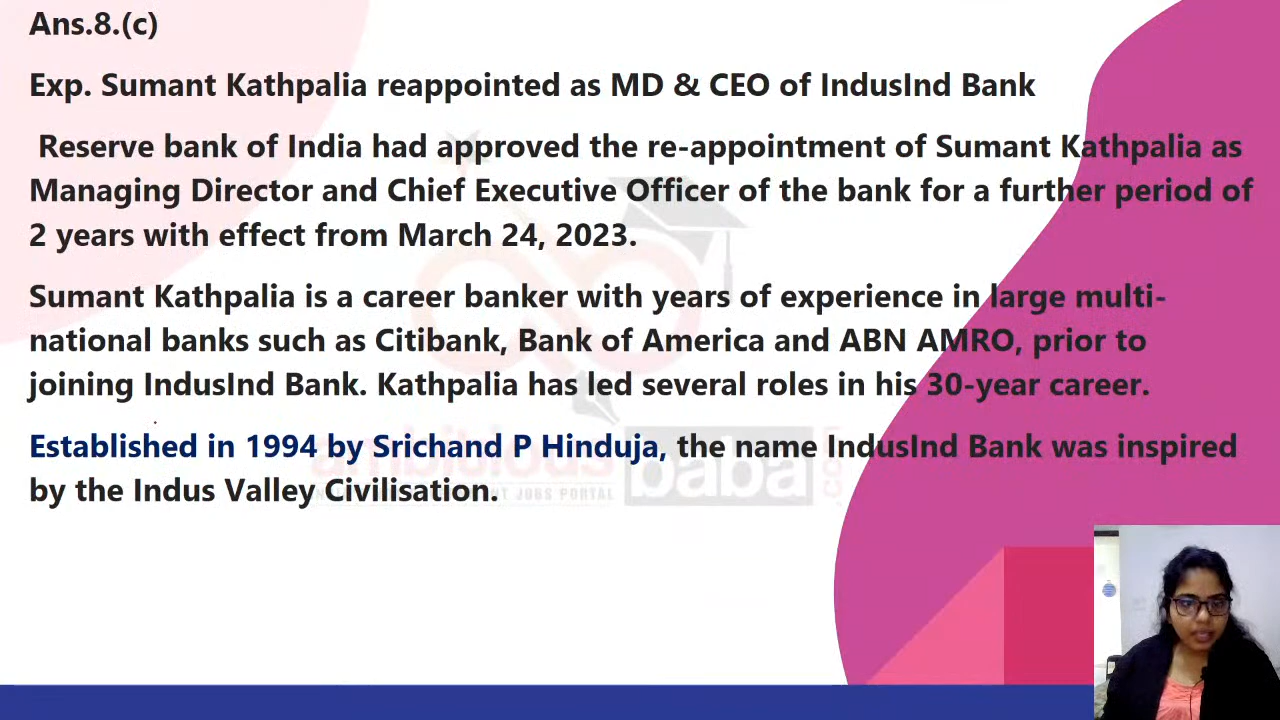 Ans.8.(c)
Exp. Sumant Kathpalia reappointed as MD & CEO of IndusInd Bank
Reserve bank of India had approved the re-appointment of Sumant Kathpalia as
Managing Director and Chief Executive Officer of the bank for a further period of
2 years with effect from March 24, 2023.
Sumant Kathpalia is a career banker with years of experience in large multi-
national banks such as Citibank, Bank of America and ABN AMRO, prior to
joining IndusInd Bank. Kathpalia has led several roles in his 30-year career.
Established in 1994 by Srichand P Hinduja, the name IndusInd Bank was inspired
by the Indus Valley Civilisation.
ambitious baba .com
JOBS PORTAL